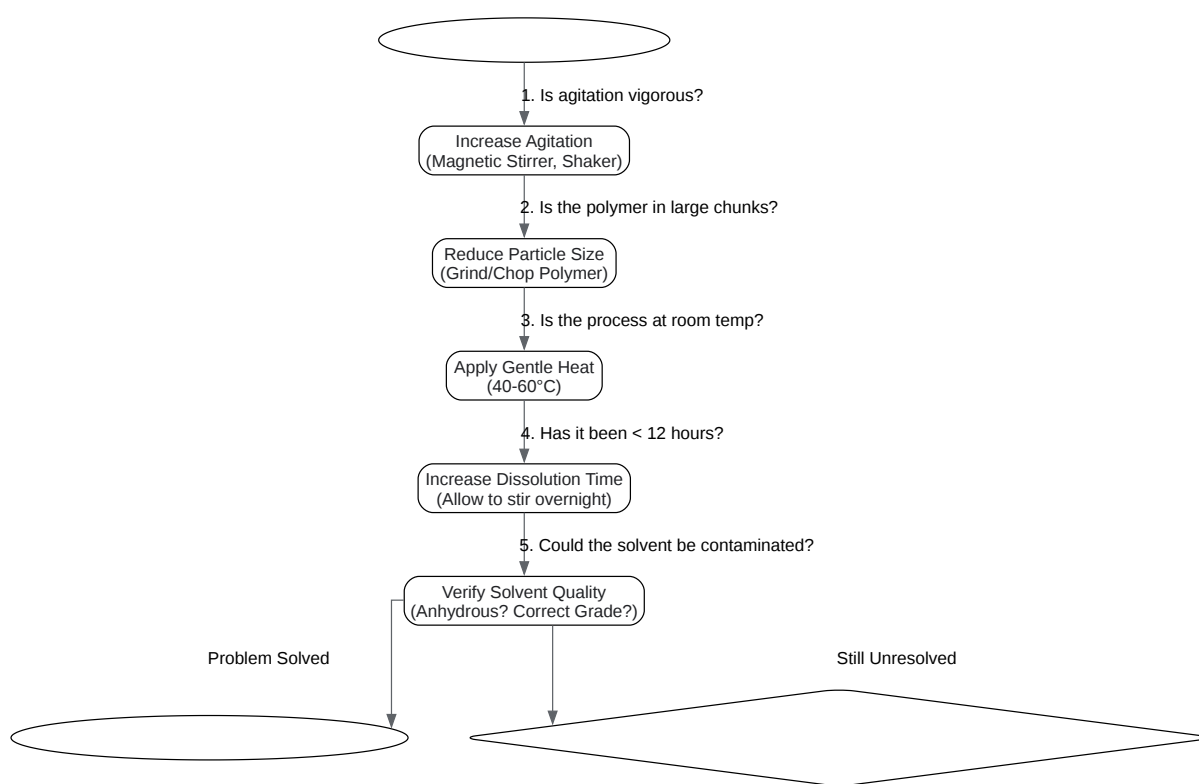 1. Is agitation vigorous?
Increase Agitation
(Magnetic Stirrer, Shaker)
2. Is the polymer in large chunks?
Reduce Particle Size
(Grind/Chop Polymer)
3. Is the process at room temp?
Apply Gentle Heat
(40-60°C)
4. Has it been < 12 hours?
Increase Dissolution Time
(Allow to stir overnight)
5. Could the solvent be contaminated?
Verify Solvent Quality
(Anhydrous? Correct Grade?)
Problem Solved
Still Unresolved